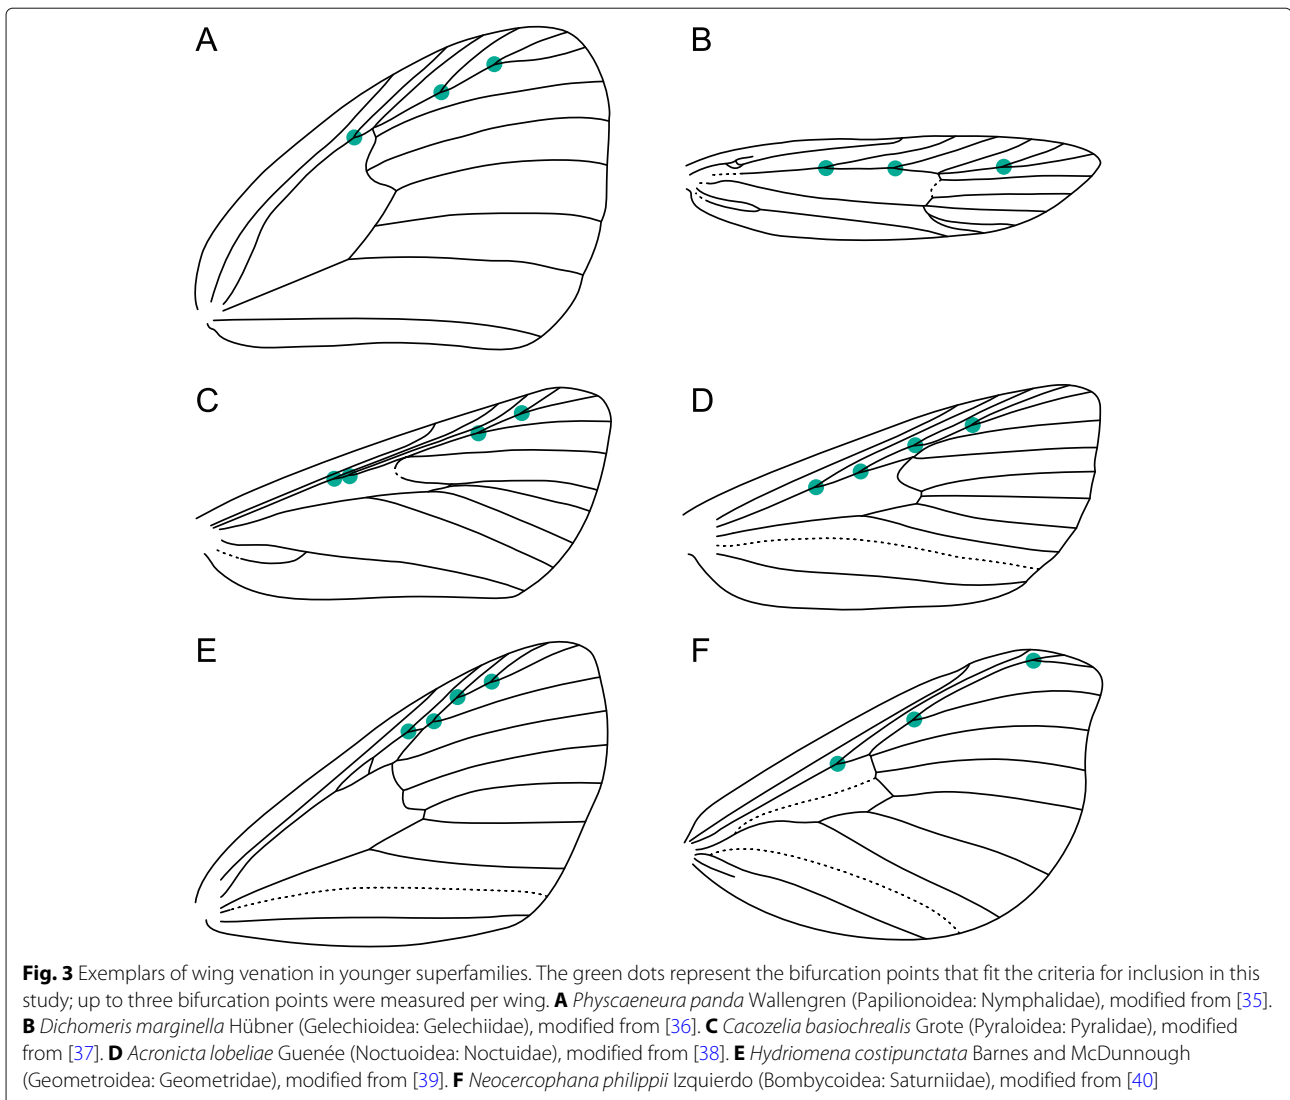 A
B
C
D
E
F
Fig. 3 Exemplars of wing venation in younger superfamilies. The green dots represent the bifurcation points that fit the criteria for inclusion in this
study; up to three bifurcation points were measured per wing. A Physcaeneura panda Wallengren (Papilionoidea: Nymphalidae), modified from [35].
B Dichomeris marginella Hübner (Gelechioidea: Gelechiidae), modified from [36]. C Cacozelia basiochrealis Grote (Pyraloidea: Pyralidae), modified
from [37]. D Acronicta lobeliae Guenée (Noctuoidea: Noctuidae), modified from [38]. E Hydriomena costipunctata Barnes and McDunnough
(Geometroidea: Geometridae), modified from [39]. F Neocercophana philippii Izquierdo (Bombycoidea: Saturniidae), modified from [40]